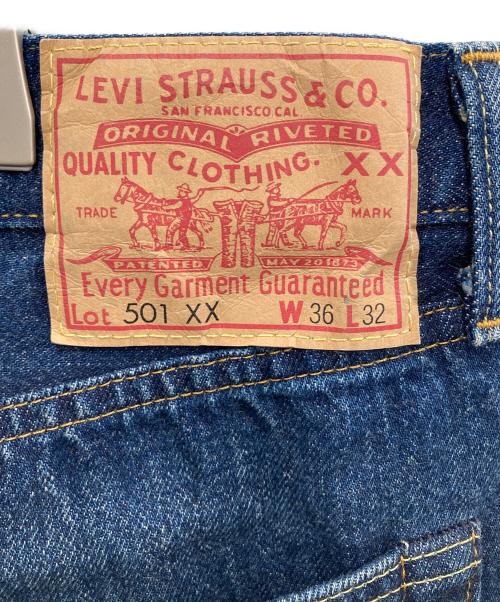 LEVI STRAUSS & CO.
SAN FRANCISCO CAL.
ORIGINAL RIVETED
QUALITY CLOTHING. XX
TRADE MARK
PATENTED MAY 20 1873
Every Garment Guaranteed
Lot 501 XX W 36 L 32